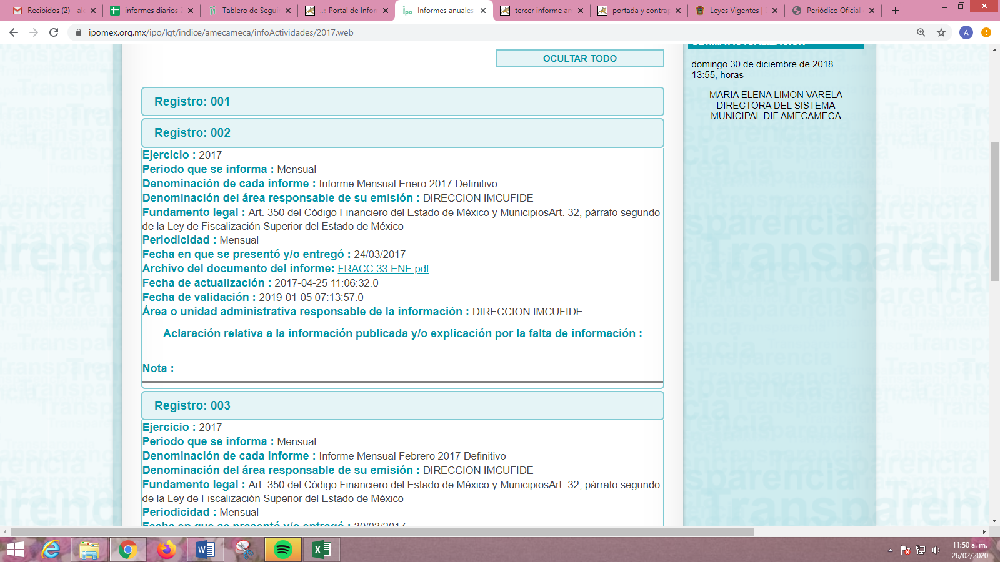 Recibidos (2) - ale
informes diarios 2
Tablero de Segui
..:: Portal de Infor
Informes anuales
tercer informe an
portada y contrap
Leyes Vigentes |
Periódico Oficial
ipomex.org.mx/ipo/lgt/indice/amecameca/infoActividades/2017.web
A
OCULTAR TODO
domingo 30 de diciembre de 2018
13:55, horas
MARIA ELENA LIMON VARELA
DIRECTORA DEL SISTEMA
MUNICIPAL DIF AMECAMECA
Registro: 001
Registro: 002
Ejercicio : 2017
Periodo que se informa : Mensual
Denominación de cada informe : Informe Mensual Enero 2017 Definitivo
Denominación del área responsable de su emisión : DIRECCION IMCUFIDE
Fundamento legal : Art. 350 del Código Financiero del Estado de México y MunicipiosArt. 32, párrafo segundo
de la Ley de Fiscalización Superior del Estado de México
Periodicidad : Mensual
Fecha en que se presentó y/o entregó : 24/03/2017
Archivo del documento del informe: FRACC 33 ENE.pdf
Fecha de actualización : 2017-04-25 11:06:32.0
Fecha de validación : 2019-01-05 07:13:57.0
Área o unidad administrativa responsable de la información : DIRECCION IMCUFIDE
Aclaración relativa a la información publicada y/o explicación por la falta de información :
Nota :
Registro: 003
Ejercicio : 2017
Periodo que se informa : Mensual
Denominación de cada informe : Informe Mensual Febrero 2017 Definitivo
Denominación del área responsable de su emisión : DIRECCION IMCUFIDE
Fundamento legal : Art. 350 del Código Financiero del Estado de México y MunicipiosArt. 32, párrafo segundo
de la Ley de Fiscalización Superior del Estado de México
Periodicidad : Mensual
Fecha en que se presentó y/o entregó : 30/03/2017
11:50 a. m.
26/02/2020